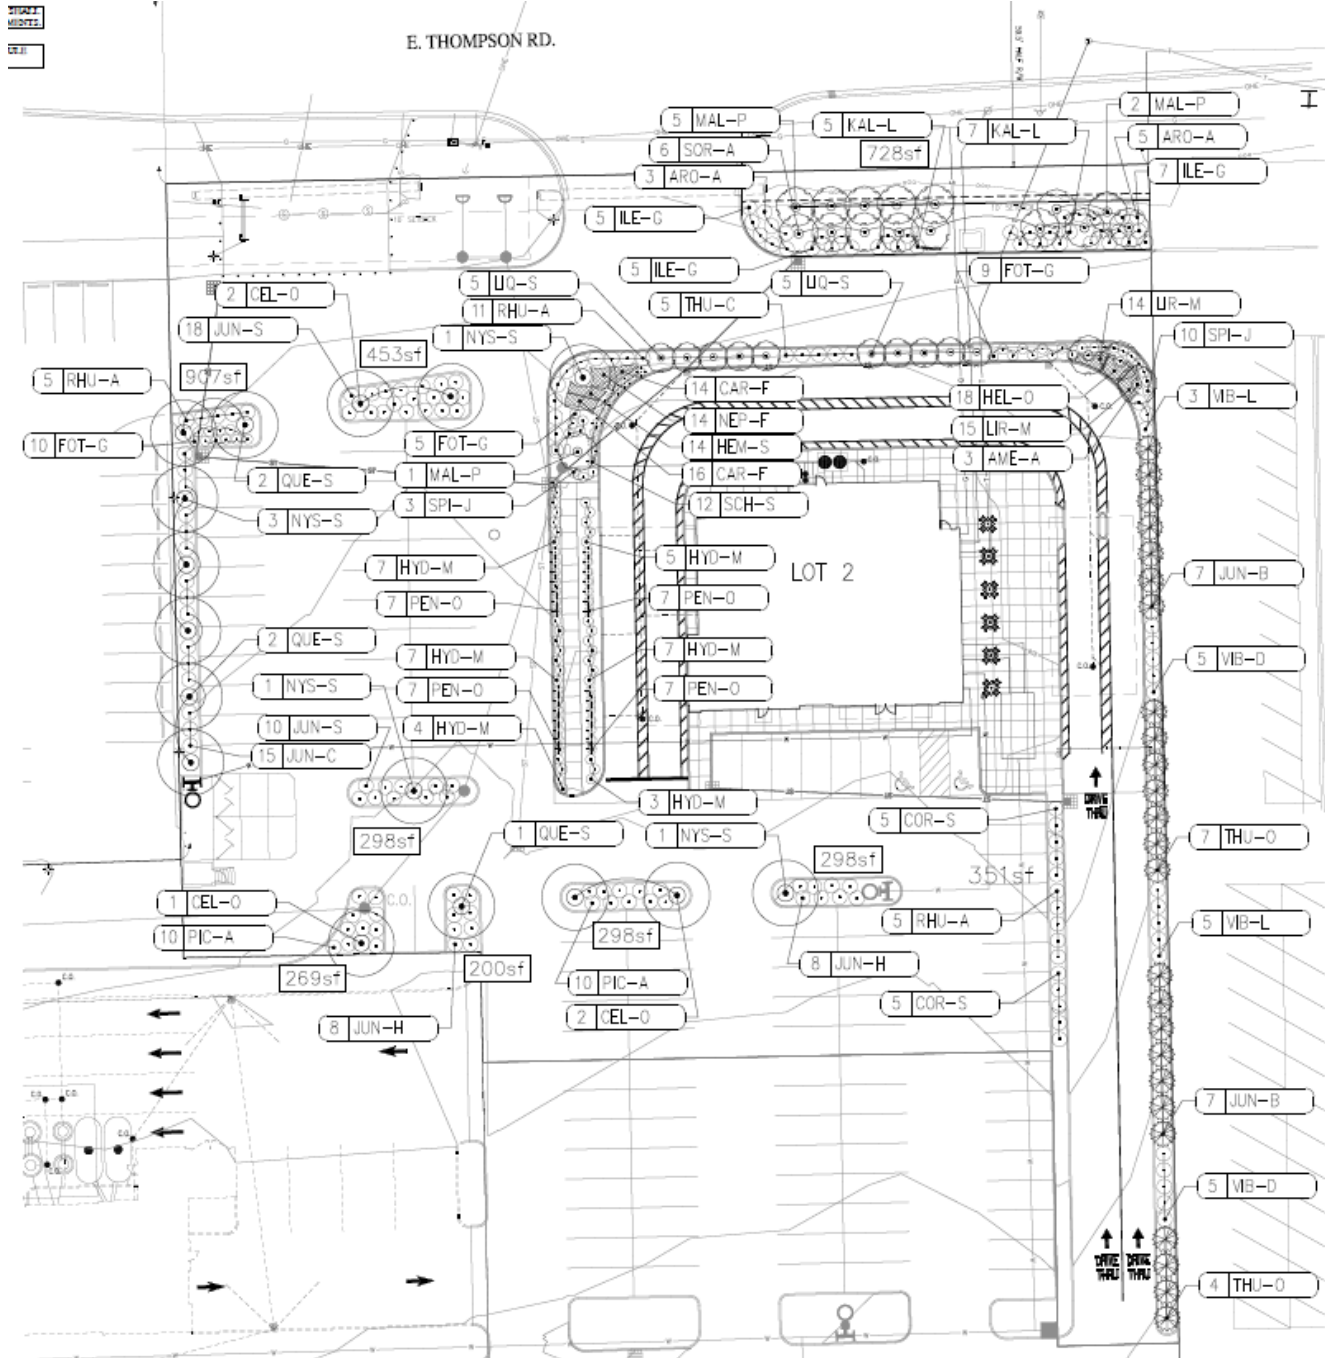 E. THOMPSON RD.
5 MAL-P
5 KAL-L
7 KAL-L
2 MAL-P
6 SOR-A
728sf
5 ARO-A
3 ARO-A
7 ILE-G
5 ILE-G
10' SETBACK
5 ILE-G
9 FOT-G
2 CEL-O
5 LIQ-S
5 LIQ-S
11 RHU-A
5 THU-C
14 LIR-M
18 JUN-S
1 NYS-S
10 SPI-J
453sf
5 RHU-A
907sf
14 CAR-F
18 HEL-O
3 VIB-L
14 NEP-F
15 LIR-M
10 FOT-G
5 FOT-G
14 HEM-S
3 AME-A
2 QUE-S
1 MAL-P
16 CAR-F
3 SPI-J
12 SCH-S
3 NYS-S
7 HYD-M
5 HYD-M
LOT 2
7 JUN-B
7 PEN-O
7 PEN-O
2 QUE-S
7 HYD-M
7 HYD-M
5 VIB-D
1 NYS-S
7 PEN-O
7 PEN-O
10 JUN-S
4 HYD-M
15 JUN-C
DRIVE
THRU
3 HYD-M
5 COR-S
298sf
1 QUE-S
1 NYS-S
7 THU-O
298sf
351sf
1 CEL-O
C.O.
5 RHU-A
5 VIB-L
10 PIC-A
298sf
269sf
200sf
10 PIC-A
8 JUN-H
2 CEL-O
5 COR-S
8 JUN-H
7 JUN-B
5 VIB-D
DRIVE
THRU
DRIVE
THRU
4 THU-O